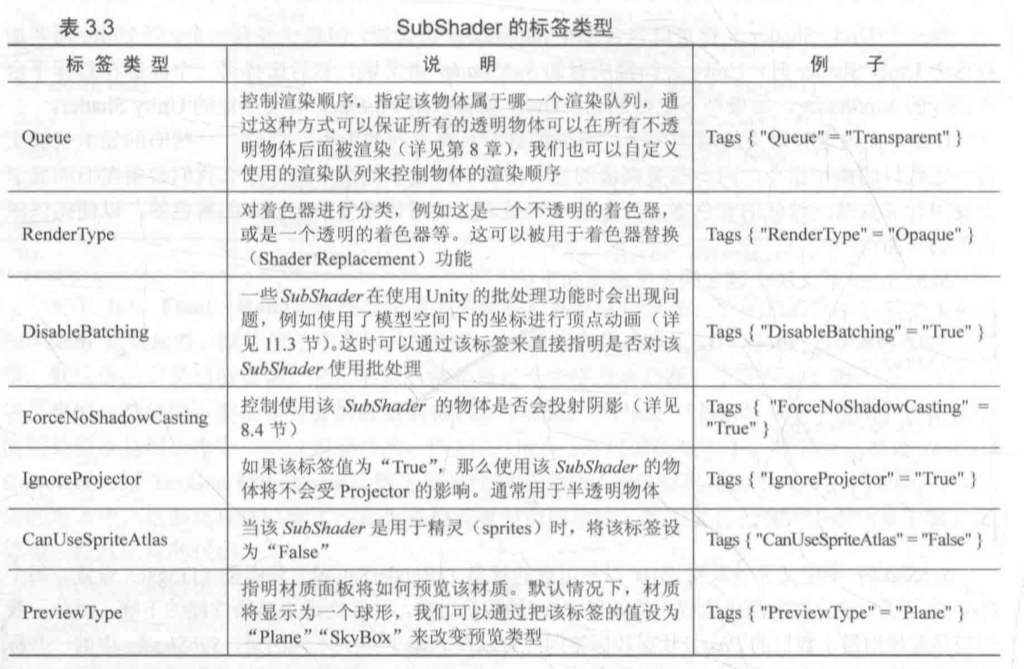 表 3.3 SubShader 的标签类型
标 签 类 型 说 明 例 子
Queue
控制渲染顺序，指定该物体属于哪一个渲染队列，通
过这种方式可以保证所有的透明物体可以在所有不透
明物体后面被渲染（详见第 8 章），我们也可以自定义
使用的渲染队列来控制物体的渲染顺序
Tags { "Queue" = "Transparent" }
RenderType
对着色器进行分类，例如这是一个不透明的着色器，
或是一个透明的着色器等。这可以被用于着色器替换
（Shader Replacement）功能
Tags { "RenderType" = "Opaque" }
DisableBatching
一些 SubShader 在使用 Unity 的批处理功能时会出现问
题，例如使用了模型空间下的坐标进行顶点动画（详
见 11.3 节）。这时可以通过该标签来直接指明是否对该
SubShader 使用批处理
Tags { "DisableBatching" = "True" }
ForceNoShadowCasting
控制使用该 SubShader 的物体是否会投射阴影（详见
8.4 节）
Tags { "ForceNoShadowCasting" =
"True" }
IgnoreProjector
如果该标签值为“True”，那么使用该 SubShader 的物
体将不会受 Projector 的影响。通常用于半透明物体
Tags { "IgnoreProjector" = "True" }
CanUseSpriteAtlas
当该 SubShader 是用于精灵（sprites）时，将该标签设
为“False”
Tags { "CanUseSpriteAtlas" = "False" }
PreviewType
指明材质面板将如何预览该材质。默认情况下，材质
将显示为一个球形，我们可以通过把该标签的值设为
“Plane”“SkyBox”来改变预览类型
Tags { "PreviewType" = "Plane" }